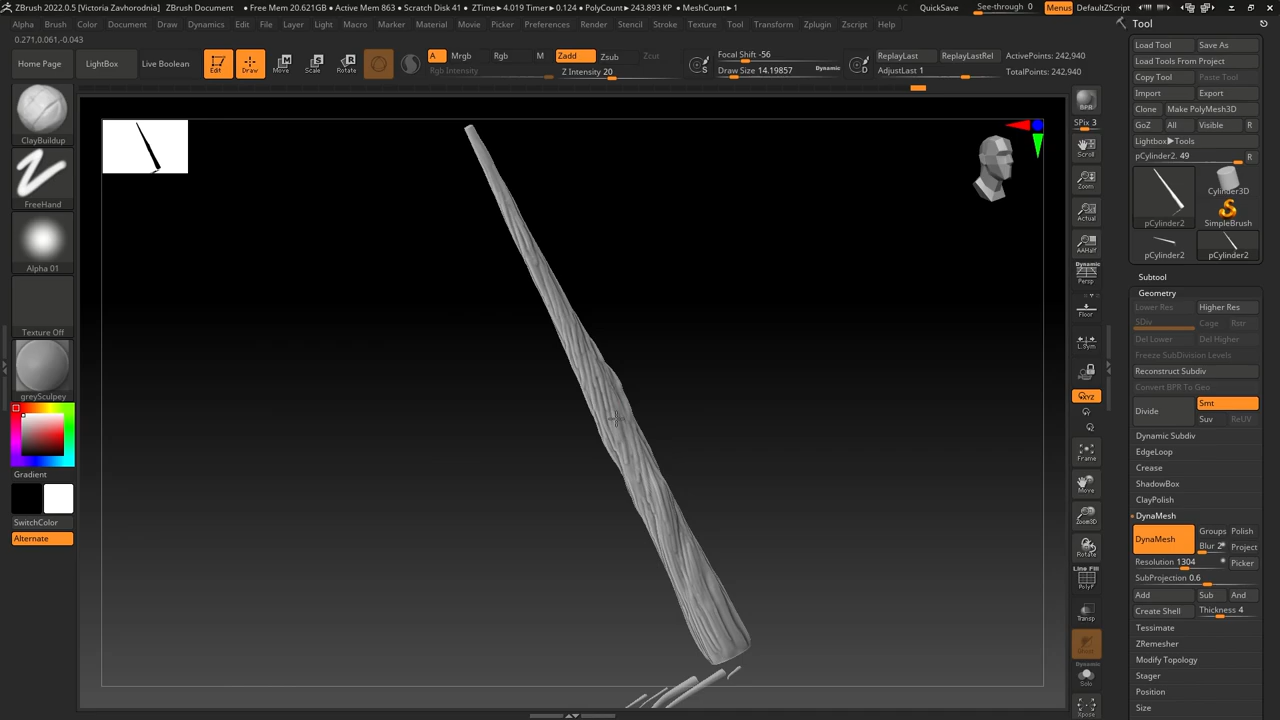 ZBrush 2022.0.5 [Victoria Zavhorodnia] ZBrush Document • Free Mem 20.621GB • Active Mem 863 • Scratch Disk 41 • ZTime▶4.019 Timer▶0.124 • PolyCount▶243.893 KP • MeshCount▶1 AC QuickSave See-through 0 Menus DefaultZScript
Alpha Brush Color Document Draw Dynamics Edit File Layer Light Macro Marker Material Movie Picker Preferences Render Stencil Stroke Texture Tool Transform Zplugin Zscript Help
Tool
0.271,0.061,-0.043
Home Page LightBox Live Boolean Edit Draw Move Scale Rotate
A Mrgb Rgb M Zadd Zsub Zcut
Rgb Intensity Z Intensity 20
Focal Shift -56
Draw Size 14.19857 Dynamic
S D
ReplayLast ReplayLastRel
AdjustLast 1
ActivePoints: 242,940
TotalPoints: 242,940
ClayBuildup
FreeHand
Alpha 01
Texture Off
greySculpey
Gradient
SwitchColor
Alternate
BPR
SPix 3
Scroll
Zoom
Actual
AAHalf
Dynamic
Persp
Floor
L.Sym
XYZ
Frame
Move
Zoom3D
Rotate
Line Fill
PolyF
Transp
Ghost
Dynamic
Solo
Xpose
Load Tool Save As
Load Tools From Project
Copy Tool Paste Tool
Import Export
Clone Make PolyMesh3D
GoZ All Visible R
Lightbox▶Tools
pCylinder2. 49 R
pCylinder2 Cylinder3D
SimpleBrush
pCylinder2 pCylinder2
Subtool
Geometry
Lower Res Higher Res
SDiv Cage Rstr
Del Lower Del Higher
Freeze SubDivision Levels
Reconstruct Subdiv
Convert BPR To Geo
Divide Smt
Suv ReUV
Dynamic Subdiv
EdgeLoop
Crease
ShadowBox
ClayPolish
DynaMesh
DynaMesh Groups Polish
Blur 2 Project
Resolution 1304 Picker
SubProjection 0.6
Add Sub And
Create Shell Thickness 4
Tessimate
ZRemesher
Modify Topology
Stager
Position
Size